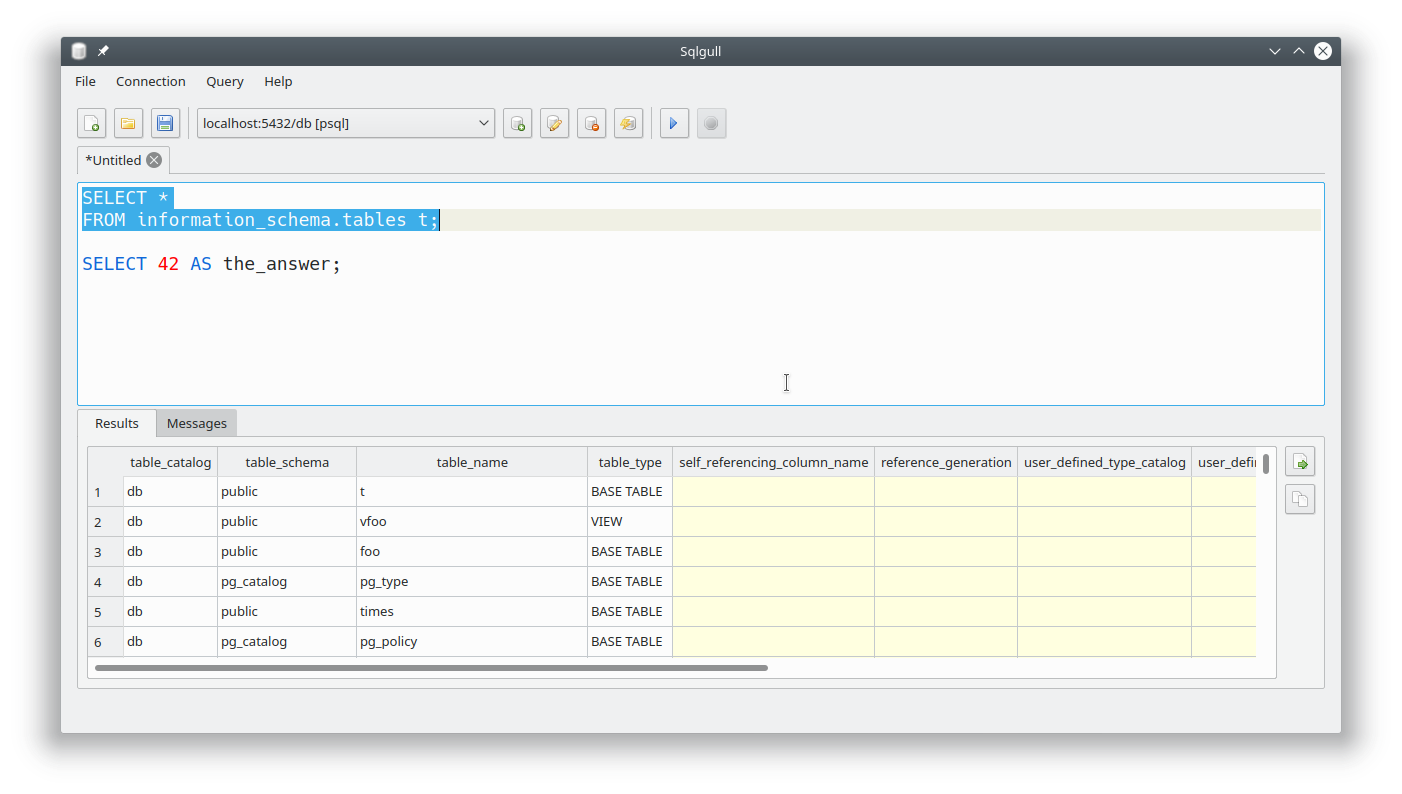 Sqlgull
File Connection Query Help
localhost:5432/db [psql]
*Untitled
SELECT *
FROM information_schema.tables t;
SELECT 42 AS the_answer;
Results Messages
table_catalog table_schema table_name table_type self_referencing_column_name reference_generation user_defined_type_catalog user_defi
1 db public t BASE TABLE
2 db public vfoo VIEW
3 db public foo BASE TABLE
4 db pg_catalog pg_type BASE TABLE
5 db public times BASE TABLE
6 db pg_catalog pg_policy BASE TABLE